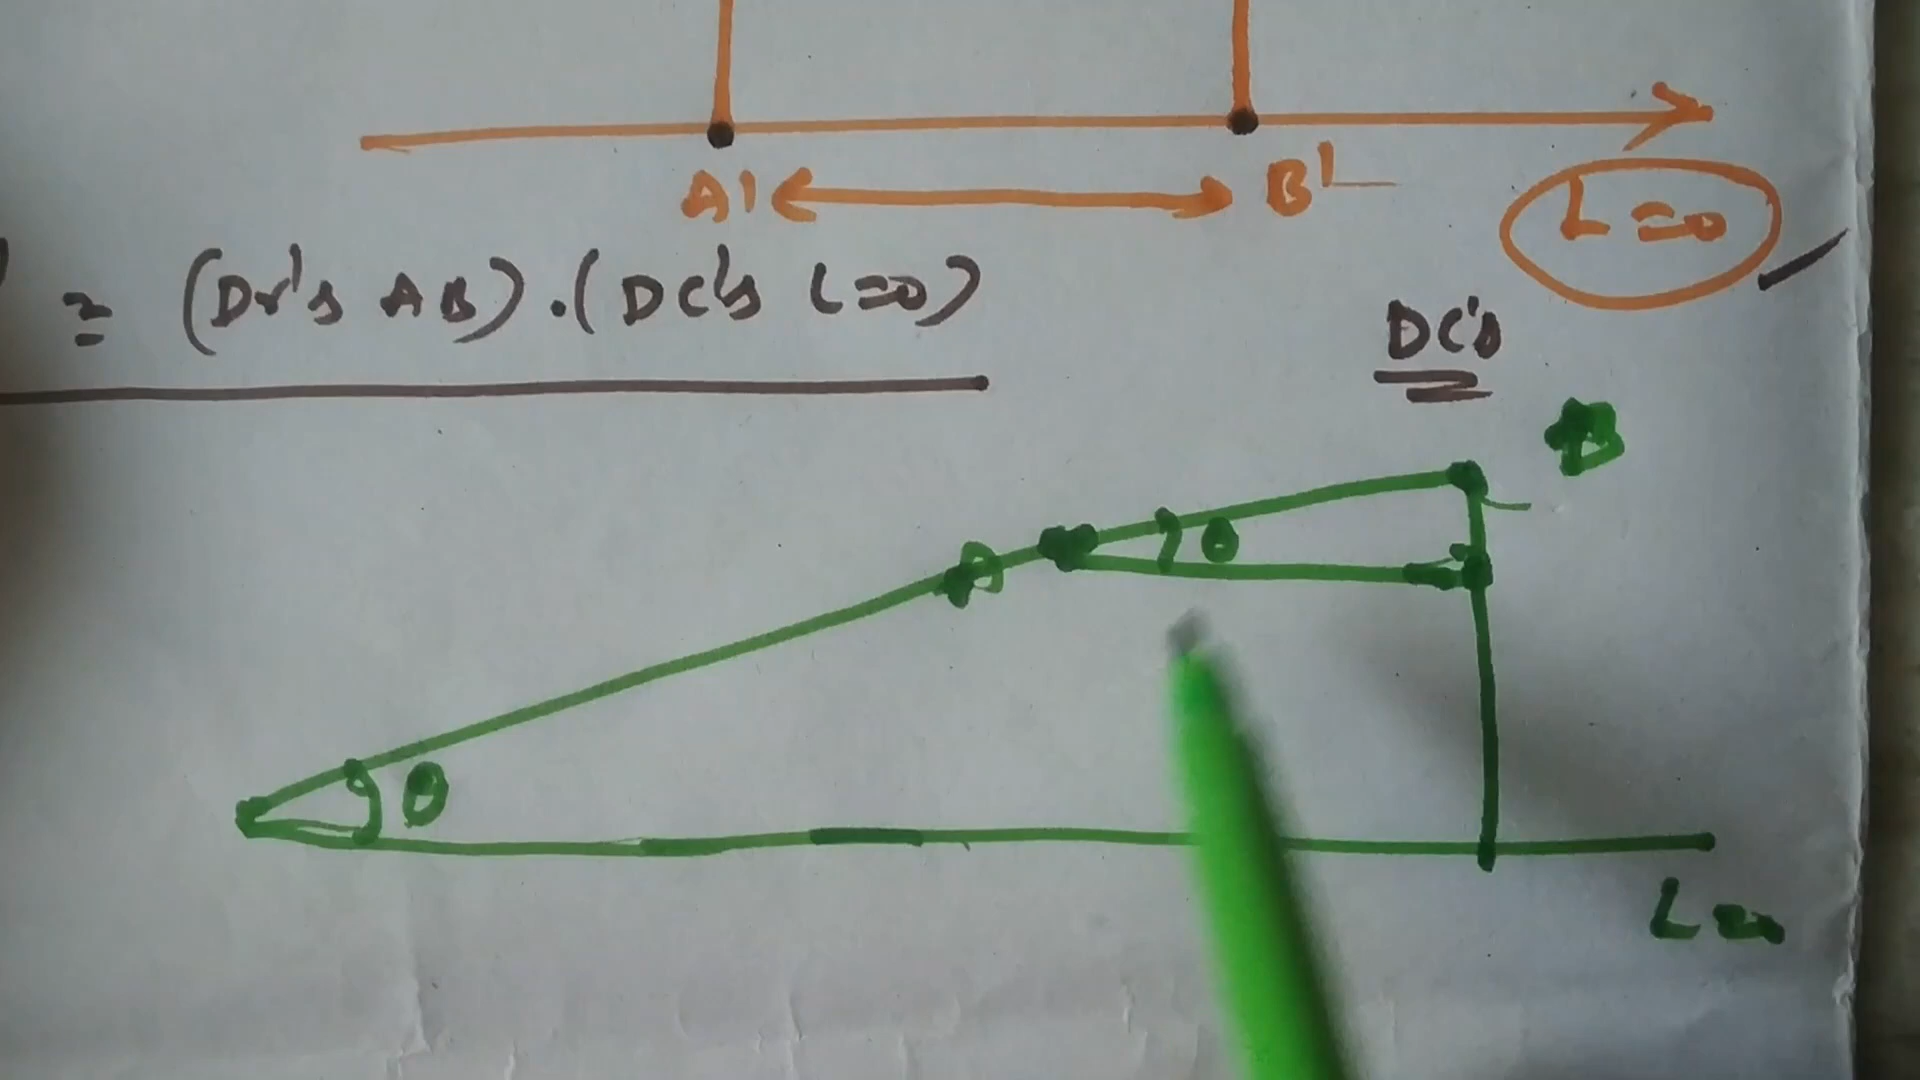 A' B'
L=0
= (Dr's AB).(DC's L=0)
DC's
B
θ
θ
L=0